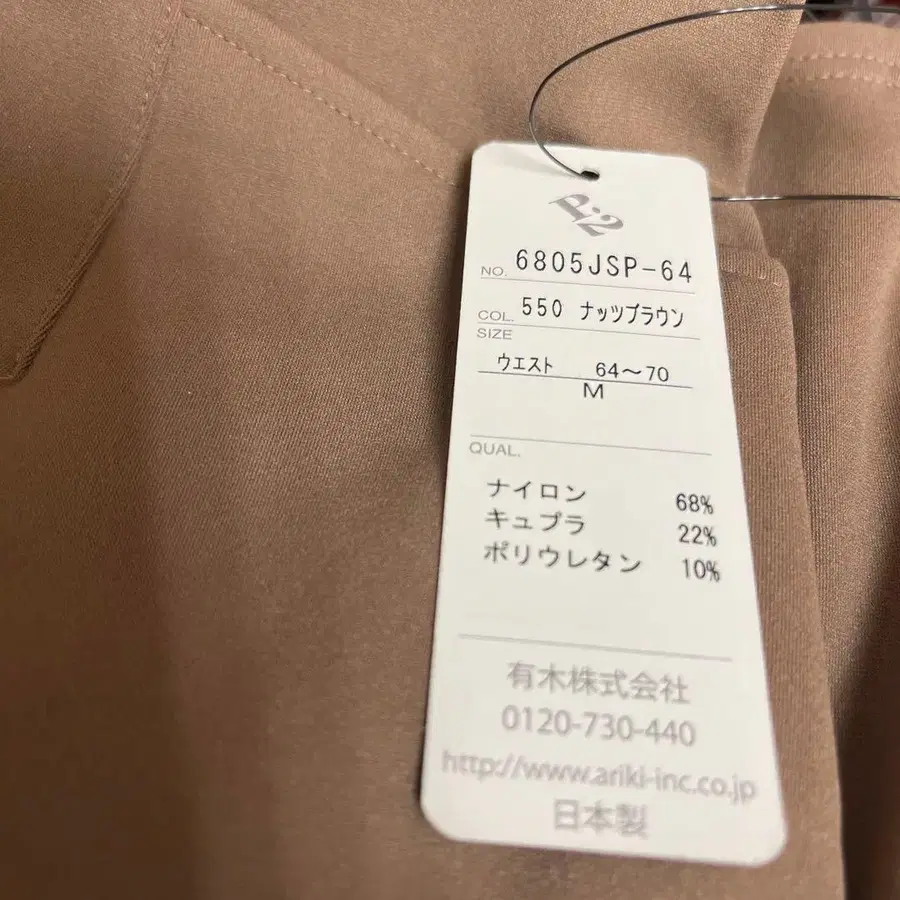 P.2
NO. 6805JSP-64
COL. 550 ナッツブラウン
SIZE
ウエスト 64～70
M
QUAL.
ナイロン 68%
キュプラ 22%
ポリウレタン 10%
有木株式会社
0120-730-440
http://www.ariki-inc.co.jp
日本製